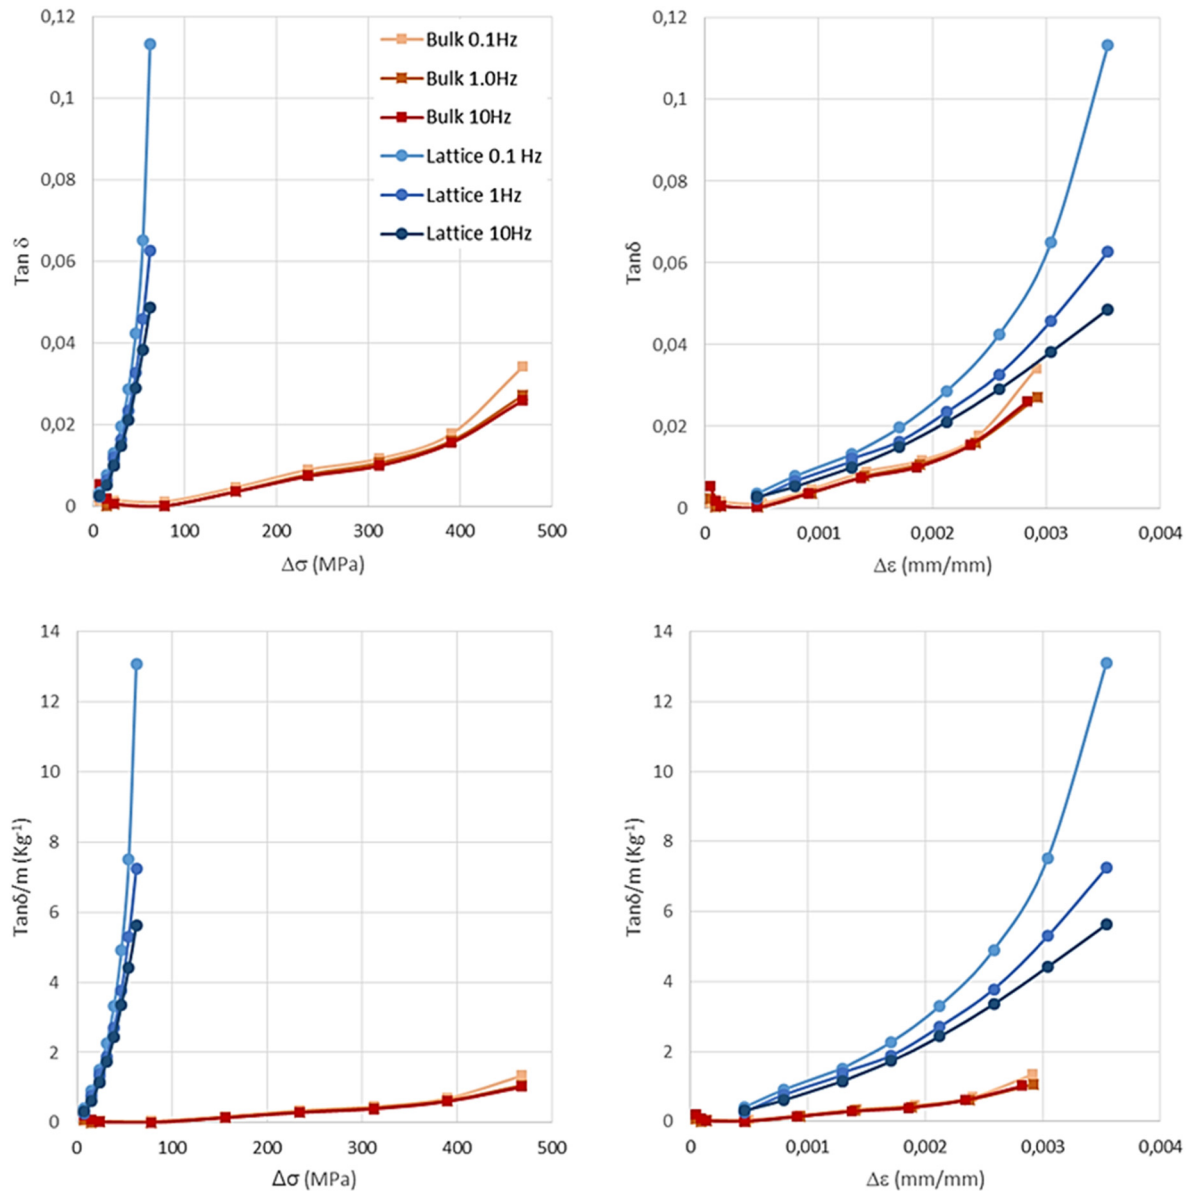 0,12
0,1
0,08
0,06
0,04
0,02
0
Tan δ
0 100 200 300 400 500
Δσ (MPa)
Bulk 0.1Hz
Bulk 1.0Hz
Bulk 10Hz
Lattice 0.1 Hz
Lattice 1Hz
Lattice 10Hz
0,12
0,1
0,08
0,06
0,04
0,02
0
Tanδ
0 0,001 0,002 0,003 0,004
Δε (mm/mm)
14
12
10
8
6
4
2
0
Tanδ/m (Kg⁻¹)
0 100 200 300 400 500
Δσ (MPa)
14
12
10
8
6
4
2
0
Tanδ/m (Kg⁻¹)
0 0,001 0,002 0,003 0,004
Δε (mm/mm)